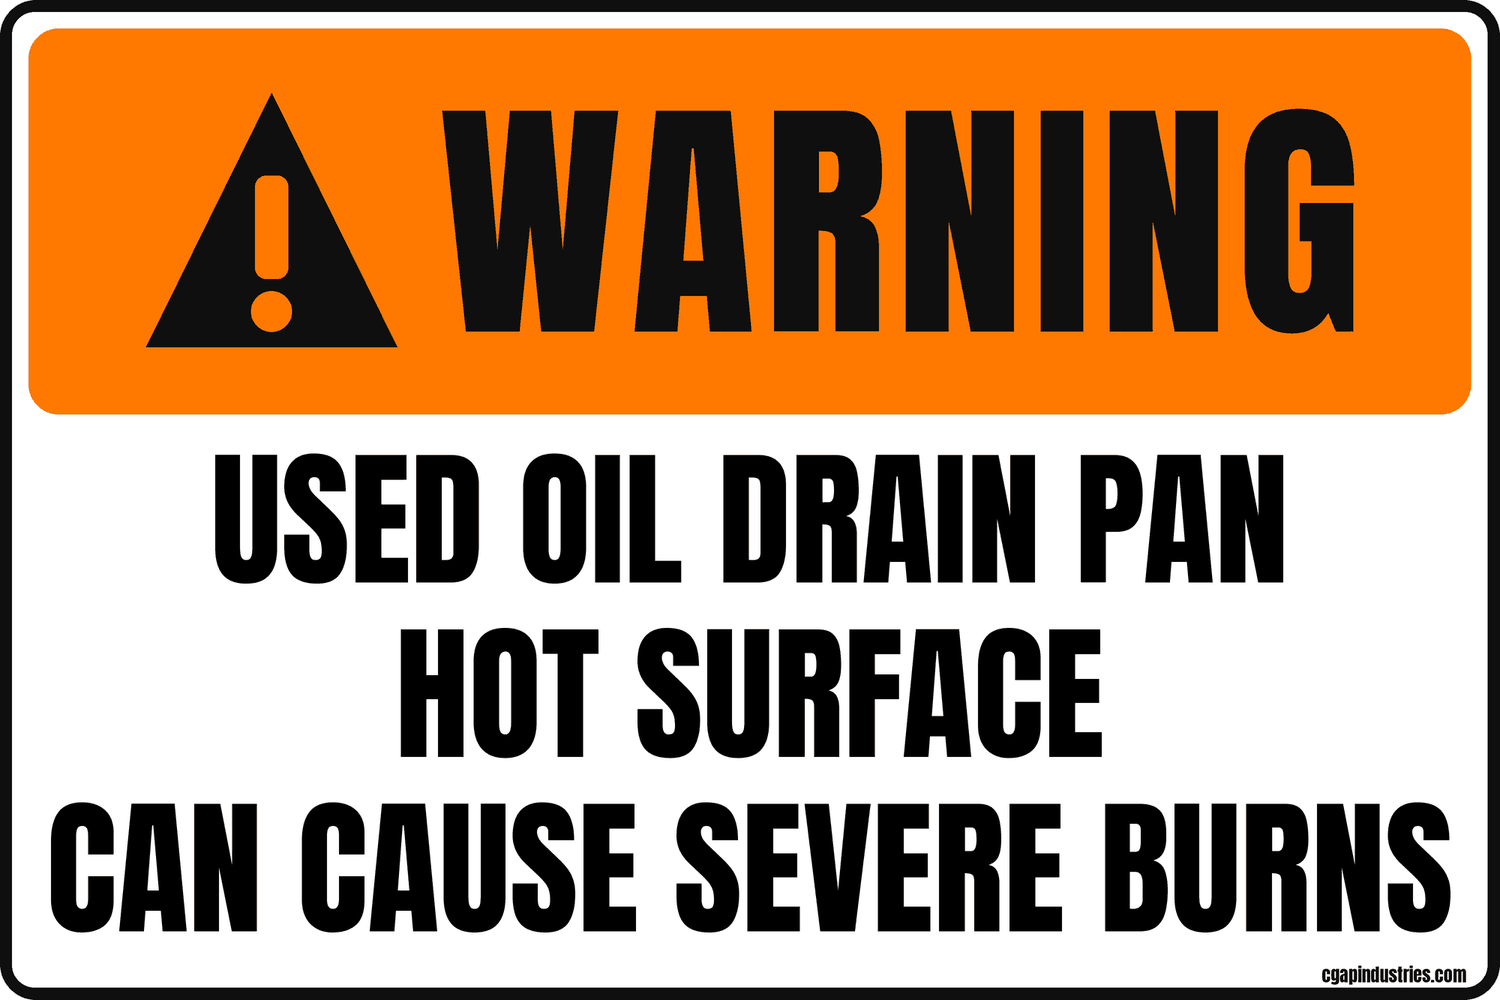 WARNING
USED OIL DRAIN PAN
HOT SURFACE
CAN CAUSE SEVERE BURNS
cgapindustries.com